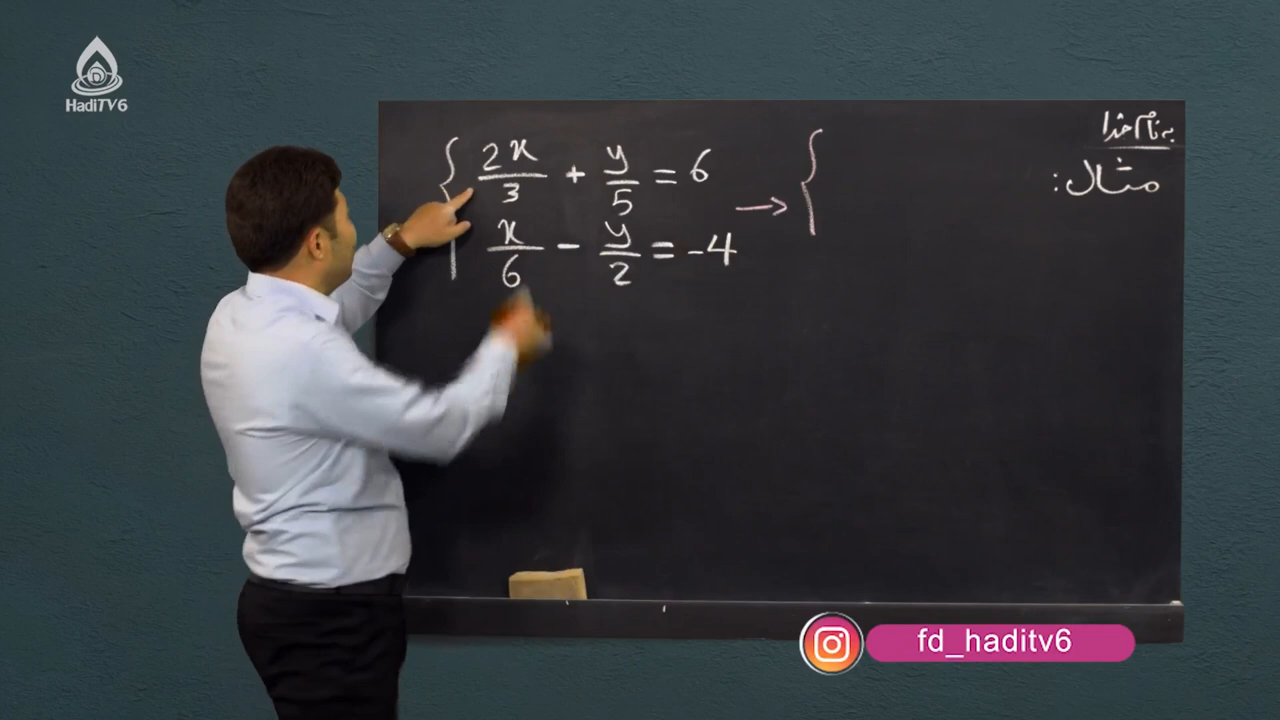 HadiTV6
به نام خدا
مثال:
2x/3 + y/5 = 6
x/6 - y/2 = -4
fd_haditv6